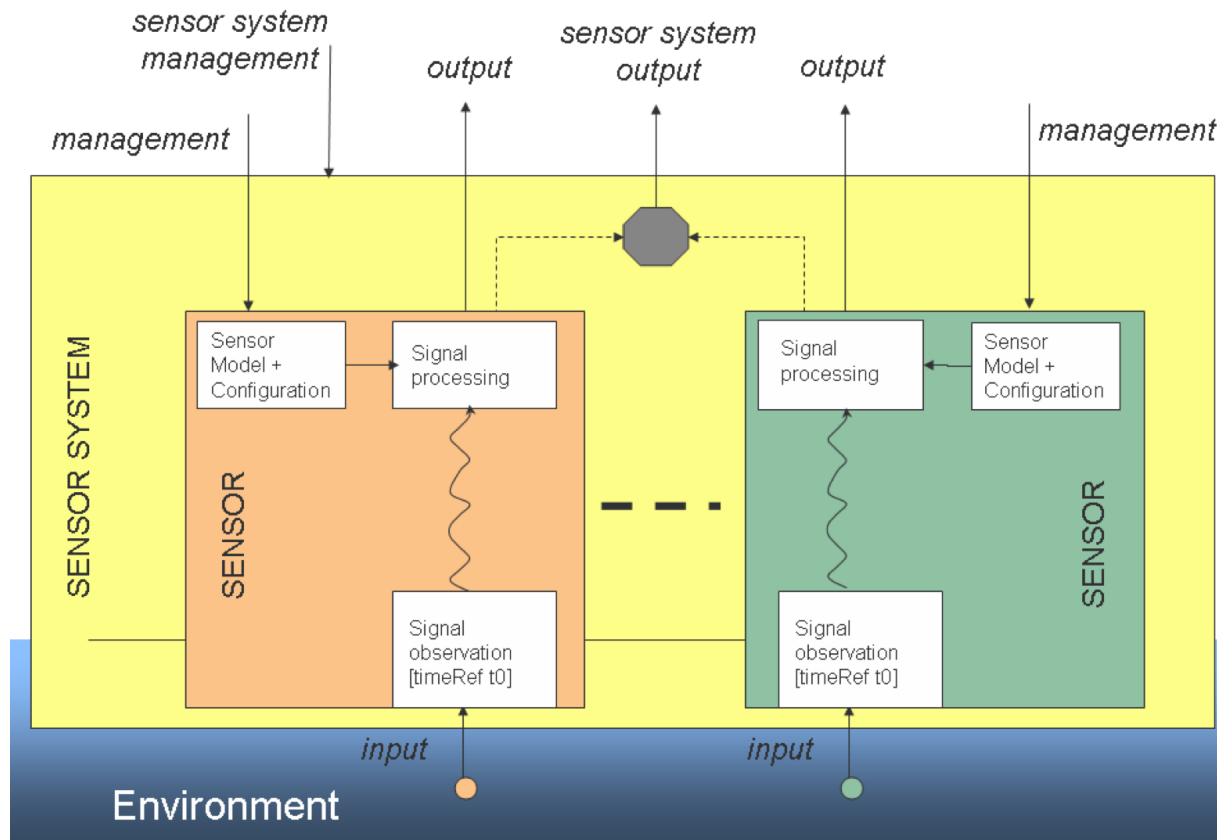 sensor system
management
sensor system
output
output
output
management
management
SENSOR SYSTEM
Sensor
Model +
Configuration
Signal
processing
SENSOR
Signal
observation
[timeRef t0]
Signal
processing
Sensor
Model +
Configuration
SENSOR
Signal
observation
[timeRef t0]
input
input
Environment